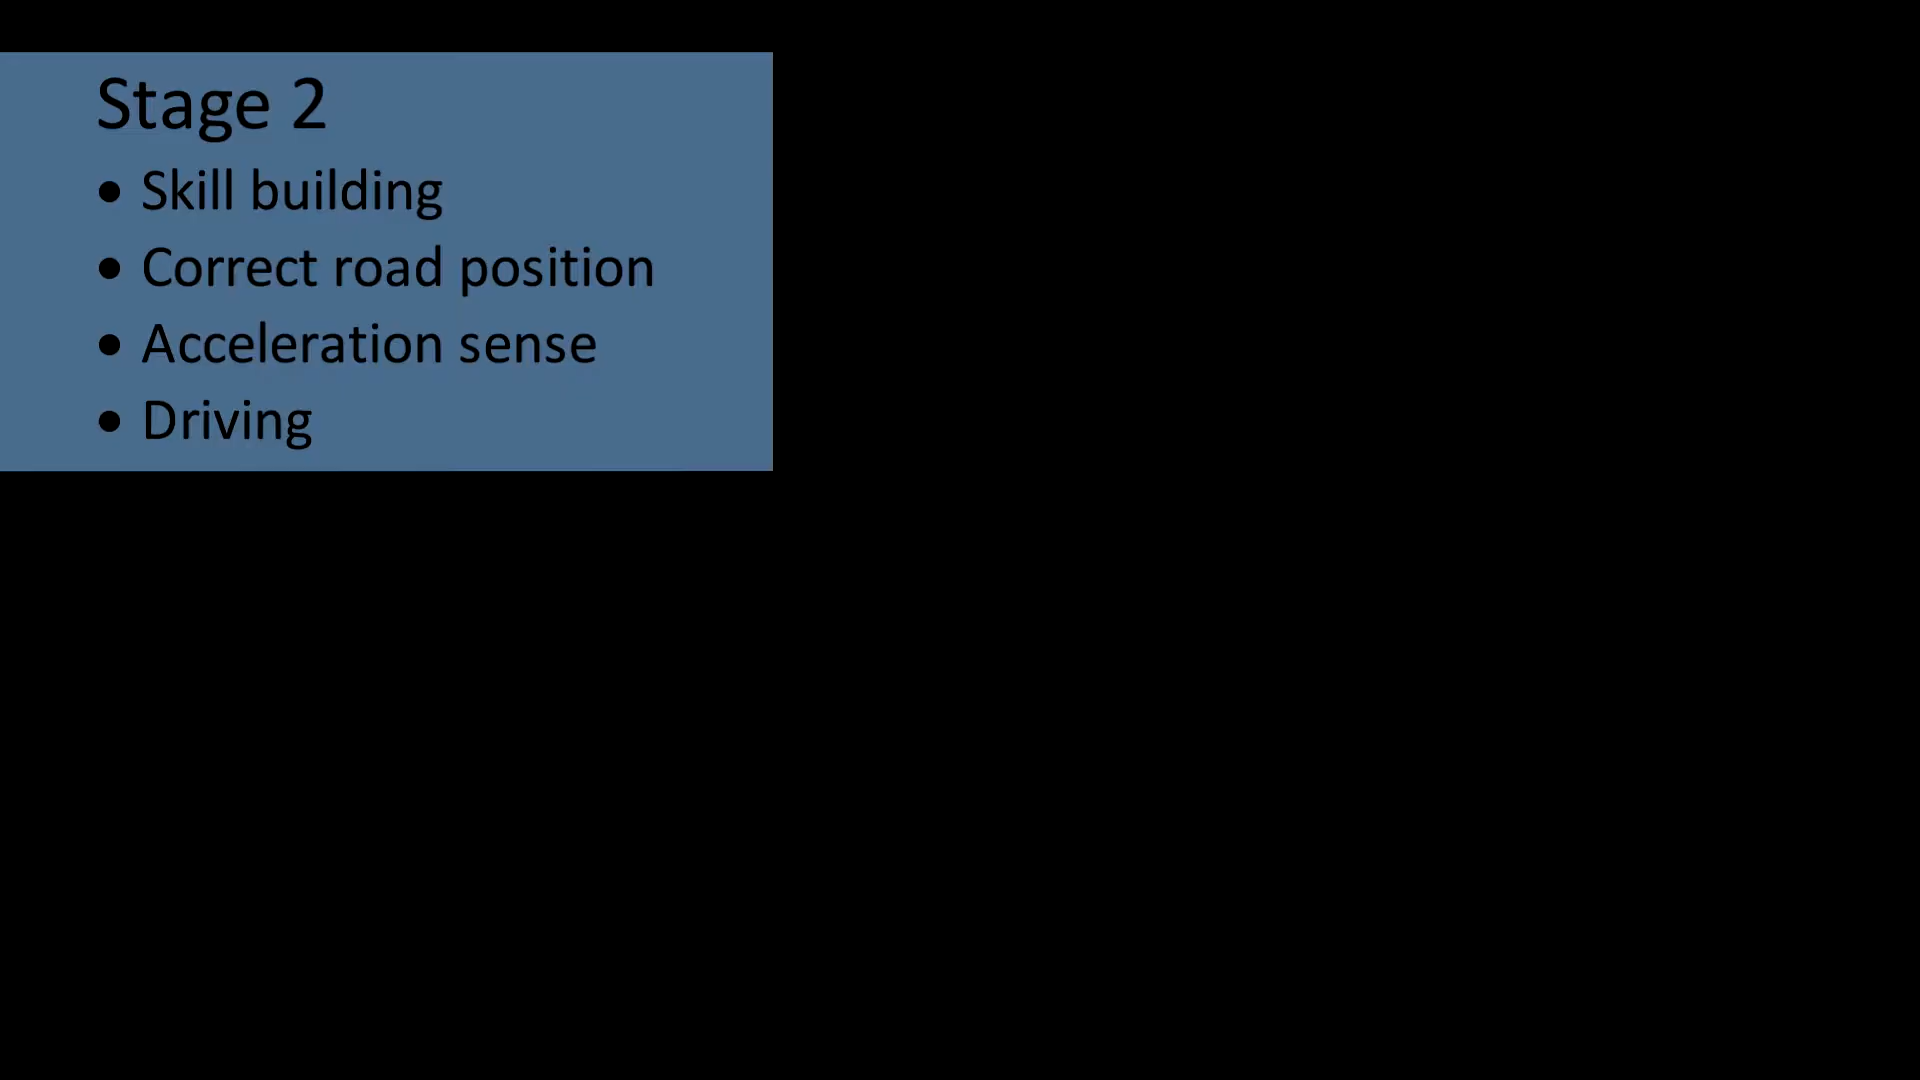 Stage 2
• Skill building
• Correct road position
• Acceleration sense
• Driving